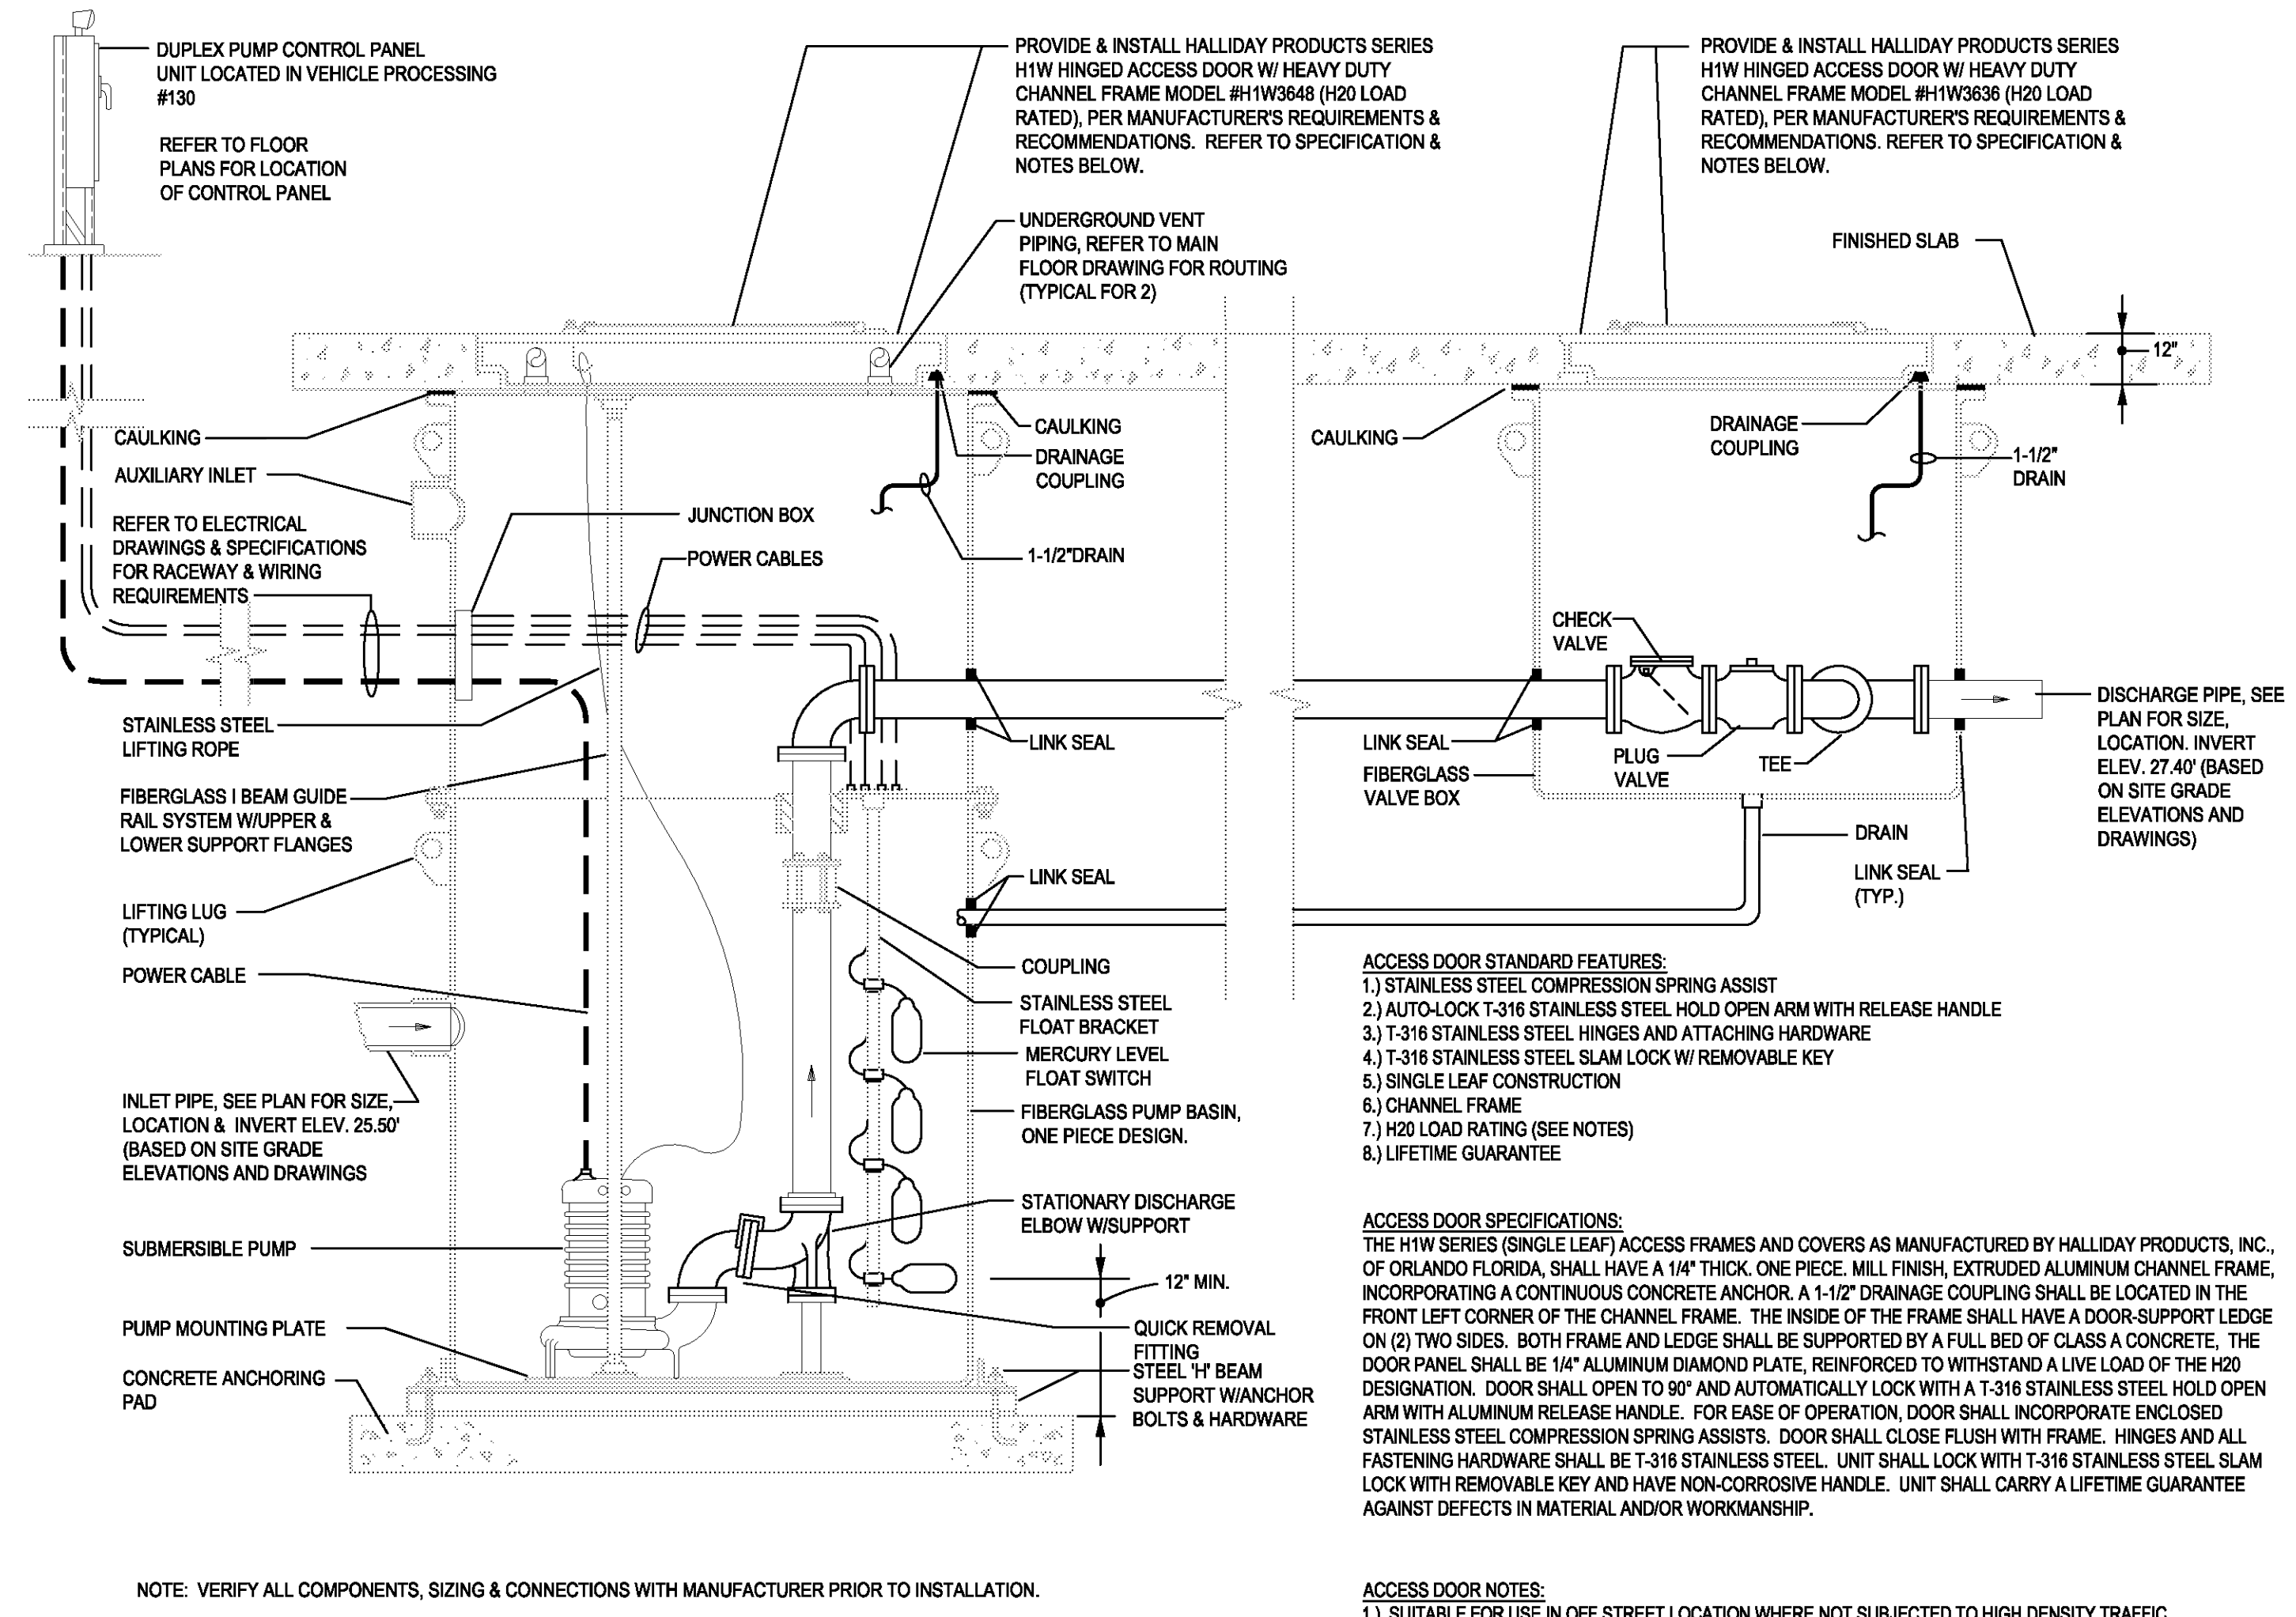 DUPLEX PUMP CONTROL PANEL
UNIT LOCATED IN VEHICLE PROCESSING
#130
REFER TO FLOOR
PLANS FOR LOCATION
OF CONTROL PANEL
PROVIDE & INSTALL HALLIDAY PRODUCTS SERIES
H1W HINGED ACCESS DOOR W/ HEAVY DUTY
CHANNEL FRAME MODEL #H1W3648 (H20 LOAD
RATED), PER MANUFACTURER'S REQUIREMENTS &
RECOMMENDATIONS. REFER TO SPECIFICATION &
NOTES BELOW.
PROVIDE & INSTALL HALLIDAY PRODUCTS SERIES
H1W HINGED ACCESS DOOR W/ HEAVY DUTY
CHANNEL FRAME MODEL #H1W3636 (H20 LOAD
RATED), PER MANUFACTURER'S REQUIREMENTS &
RECOMMENDATIONS. REFER TO SPECIFICATION &
NOTES BELOW.
UNDERGROUND VENT
PIPING, REFER TO MAIN
FLOOR DRAWING FOR ROUTING
(TYPICAL FOR 2)
FINISHED SLAB
12"
CAULKING
AUXILIARY INLET
REFER TO ELECTRICAL
DRAWINGS & SPECIFICATIONS
FOR RACEWAY & WIRING
REQUIREMENTS
JUNCTION BOX
POWER CABLES
CAULKING
DRAINAGE
COUPLING
1-1/2"DRAIN
CAULKING
DRAINAGE
COUPLING
1-1/2"
DRAIN
CHECK
VALVE
STAINLESS STEEL
LIFTING ROPE
FIBERGLASS I BEAM GUIDE
RAIL SYSTEM W/UPPER &
LOWER SUPPORT FLANGES
LIFTING LUG
(TYPICAL)
POWER CABLE
INLET PIPE, SEE PLAN FOR SIZE,
LOCATION & INVERT ELEV. 25.50'
(BASED ON SITE GRADE
ELEVATIONS AND DRAWINGS
SUBMERSIBLE PUMP
PUMP MOUNTING PLATE
CONCRETE ANCHORING
PAD
LINK SEAL
LINK SEAL
COUPLING
STAINLESS STEEL
FLOAT BRACKET
MERCURY LEVEL
FLOAT SWITCH
FIBERGLASS PUMP BASIN,
ONE PIECE DESIGN.
STATIONARY DISCHARGE
ELBOW W/SUPPORT
12" MIN.
QUICK REMOVAL
FITTING
STEEL 'H' BEAM
SUPPORT W/ANCHOR
BOLTS & HARDWARE
LINK SEAL
FIBERGLASS
VALVE BOX
PLUG
VALVE
TEE
DRAIN
LINK SEAL
(TYP.)
DISCHARGE PIPE, SEE
PLAN FOR SIZE,
LOCATION. INVERT
ELEV. 27.40' (BASED
ON SITE GRADE
ELEVATIONS AND
DRAWINGS)
ACCESS DOOR STANDARD FEATURES:
1.) STAINLESS STEEL COMPRESSION SPRING ASSIST
2.) AUTO-LOCK T-316 STAINLESS STEEL HOLD OPEN ARM WITH RELEASE HANDLE
3.) T-316 STAINLESS STEEL HINGES AND ATTACHING HARDWARE
4.) T-316 STAINLESS STEEL SLAM LOCK W/ REMOVABLE KEY
5.) SINGLE LEAF CONSTRUCTION
6.) CHANNEL FRAME
7.) H20 LOAD RATING (SEE NOTES)
8.) LIFETIME GUARANTEE
ACCESS DOOR SPECIFICATIONS:
THE H1W SERIES (SINGLE LEAF) ACCESS FRAMES AND COVERS AS MANUFACTURED BY HALLIDAY PRODUCTS, INC.,
OF ORLANDO FLORIDA, SHALL HAVE A 1/4" THICK. ONE PIECE. MILL FINISH, EXTRUDED ALUMINUM CHANNEL FRAME,
INCORPORATING A CONTINUOUS CONCRETE ANCHOR. A 1-1/2" DRAINAGE COUPLING SHALL BE LOCATED IN THE
FRONT LEFT CORNER OF THE CHANNEL FRAME. THE INSIDE OF THE FRAME SHALL HAVE A DOOR-SUPPORT LEDGE
ON (2) TWO SIDES. BOTH FRAME AND LEDGE SHALL BE SUPPORTED BY A FULL BED OF CLASS A CONCRETE, THE
DOOR PANEL SHALL BE 1/4" ALUMINUM DIAMOND PLATE, REINFORCED TO WITHSTAND A LIVE LOAD OF THE H20
DESIGNATION. DOOR SHALL OPEN TO 90° AND AUTOMATICALLY LOCK WITH A T-316 STAINLESS STEEL HOLD OPEN
ARM WITH ALUMINUM RELEASE HANDLE. FOR EASE OF OPERATION, DOOR SHALL INCORPORATE ENCLOSED
STAINLESS STEEL COMPRESSION SPRING ASSISTS. DOOR SHALL CLOSE FLUSH WITH FRAME. HINGES AND ALL
FASTENING HARDWARE SHALL BE T-316 STAINLESS STEEL. UNIT SHALL LOCK WITH T-316 STAINLESS STEEL SLAM
LOCK WITH REMOVABLE KEY AND HAVE NON-CORROSIVE HANDLE. UNIT SHALL CARRY A LIFETIME GUARANTEE
AGAINST DEFECTS IN MATERIAL AND/OR WORKMANSHIP.
NOTE: VERIFY ALL COMPONENTS, SIZING & CONNECTIONS WITH MANUFACTURER PRIOR TO INSTALLATION.
ACCESS DOOR NOTES:
1.) SUITABLE FOR USE IN OFF STREET LOCATION WHERE NOT SUBJECTED TO HIGH DENSITY TRAFFIC